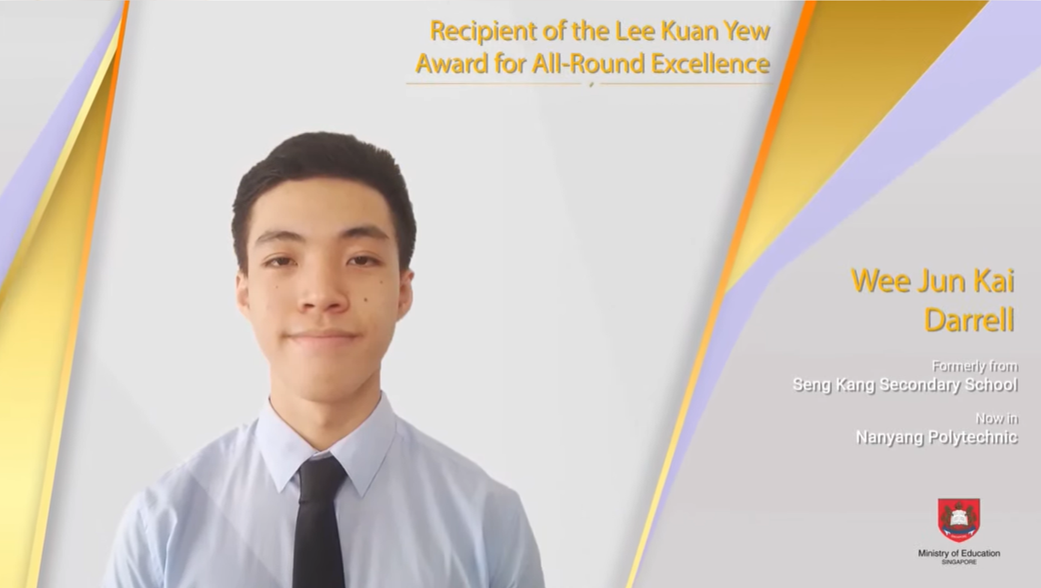 Recipient of the Lee Kuan Yew
Award for All-Round Excellence
Wee Jun Kai
Darrell
Formerly from
Seng Kang Secondary School
Now in
Nanyang Polytechnic
Ministry of Education
SINGAPORE